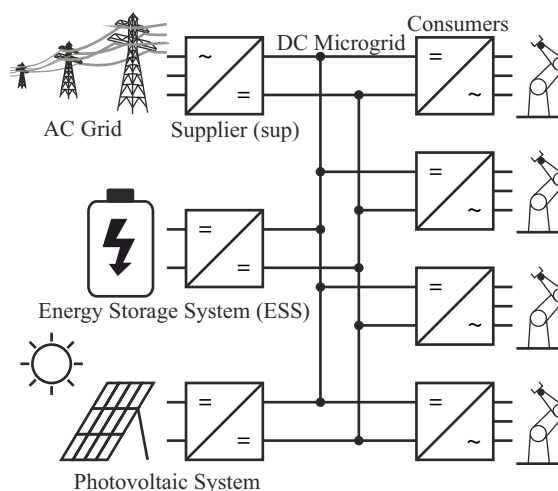 Consumers
DC Microgrid
~
=
=
~
AC Grid
Supplier (sup)
=
~
=
=
Energy Storage System (ESS)
=
~
=
=
=
~
Photovoltaic System